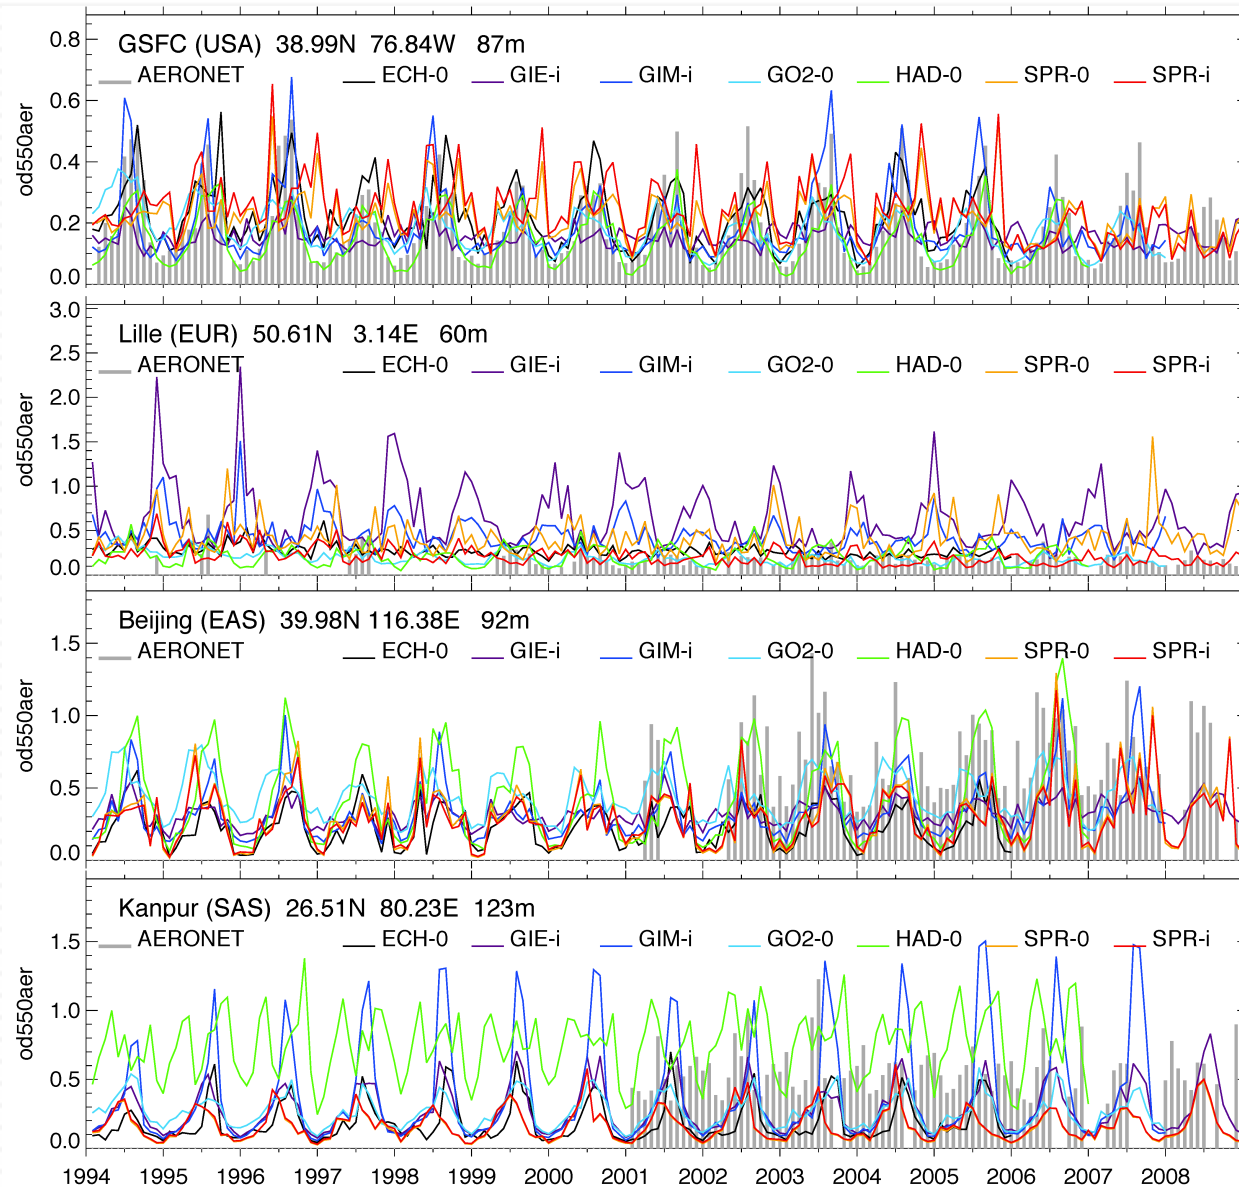 GSFC (USA) 38.99N 76.84W 87m
AERONET ECH-0 GIE-i GIM-i GO2-0 HAD-0 SPR-0 SPR-i
0.8
0.6
0.4
0.2
0.0
od550aer
Lille (EUR) 50.61N 3.14E 60m
AERONET ECH-0 GIE-i GIM-i GO2-0 HAD-0 SPR-0 SPR-i
3.0
2.5
2.0
1.5
1.0
0.5
0.0
od550aer
Beijing (EAS) 39.98N 116.38E 92m
AERONET ECH-0 GIE-i GIM-i GO2-0 HAD-0 SPR-0 SPR-i
1.5
1.0
0.5
0.0
od550aer
Kanpur (SAS) 26.51N 80.23E 123m
AERONET ECH-0 GIE-i GIM-i GO2-0 HAD-0 SPR-0 SPR-i
1.5
1.0
0.5
0.0
od550aer
1994 1995 1996 1997 1998 1999 2000 2001 2002 2003 2004 2005 2006 2007 2008